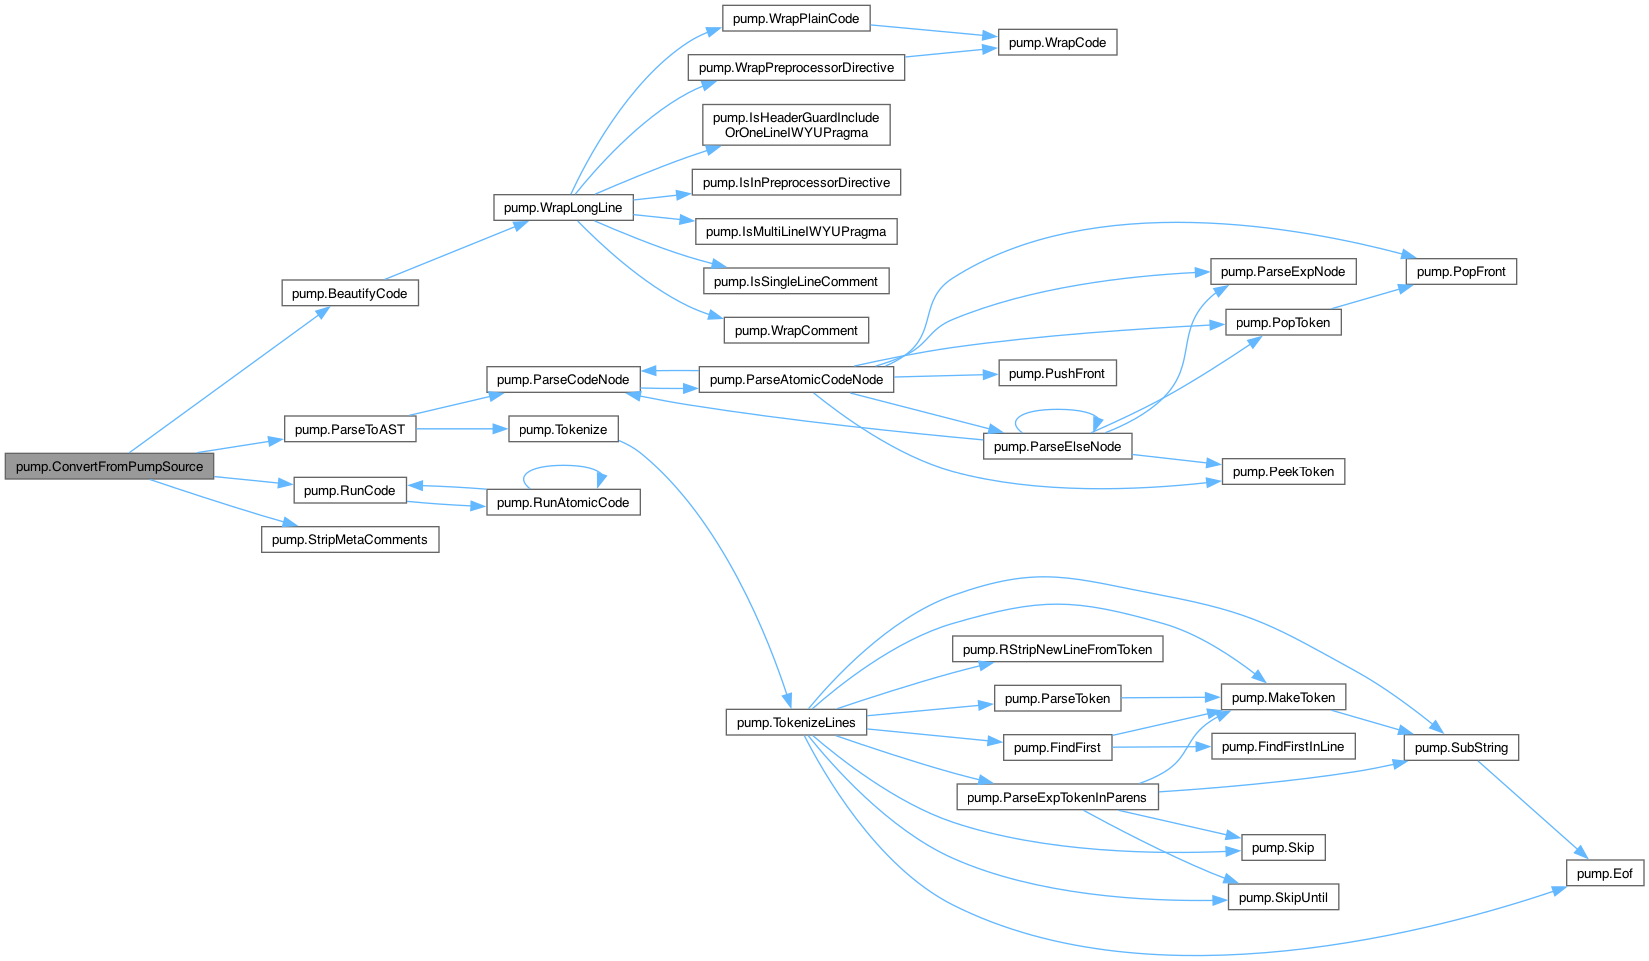 pump.WrapPlainCode
pump.WrapCode
pump.WrapPreprocessorDirective
pump.IsHeaderGuardInclude
OrOneLineIWYUPragma
pump.IsInPreprocessorDirective
pump.WrapLongLine
pump.IsMultiLineIWYUPragma
pump.IsSingleLineComment
pump.BeautifyCode
pump.WrapComment
pump.ParseExpNode
pump.PopFront
pump.PopToken
pump.ParseCodeNode
pump.ParseAtomicCodeNode
pump.PushFront
pump.ParseToAST
pump.Tokenize
pump.ParseElseNode
pump.ConvertFromPumpSource
pump.PeekToken
pump.RunCode
pump.RunAtomicCode
pump.StripMetaComments
pump.RStripNewLineFromToken
pump.ParseToken
pump.MakeToken
pump.TokenizeLines
pump.FindFirst
pump.FindFirstInLine
pump.SubString
pump.ParseExpTokenInParens
pump.Skip
pump.Eof
pump.SkipUntil